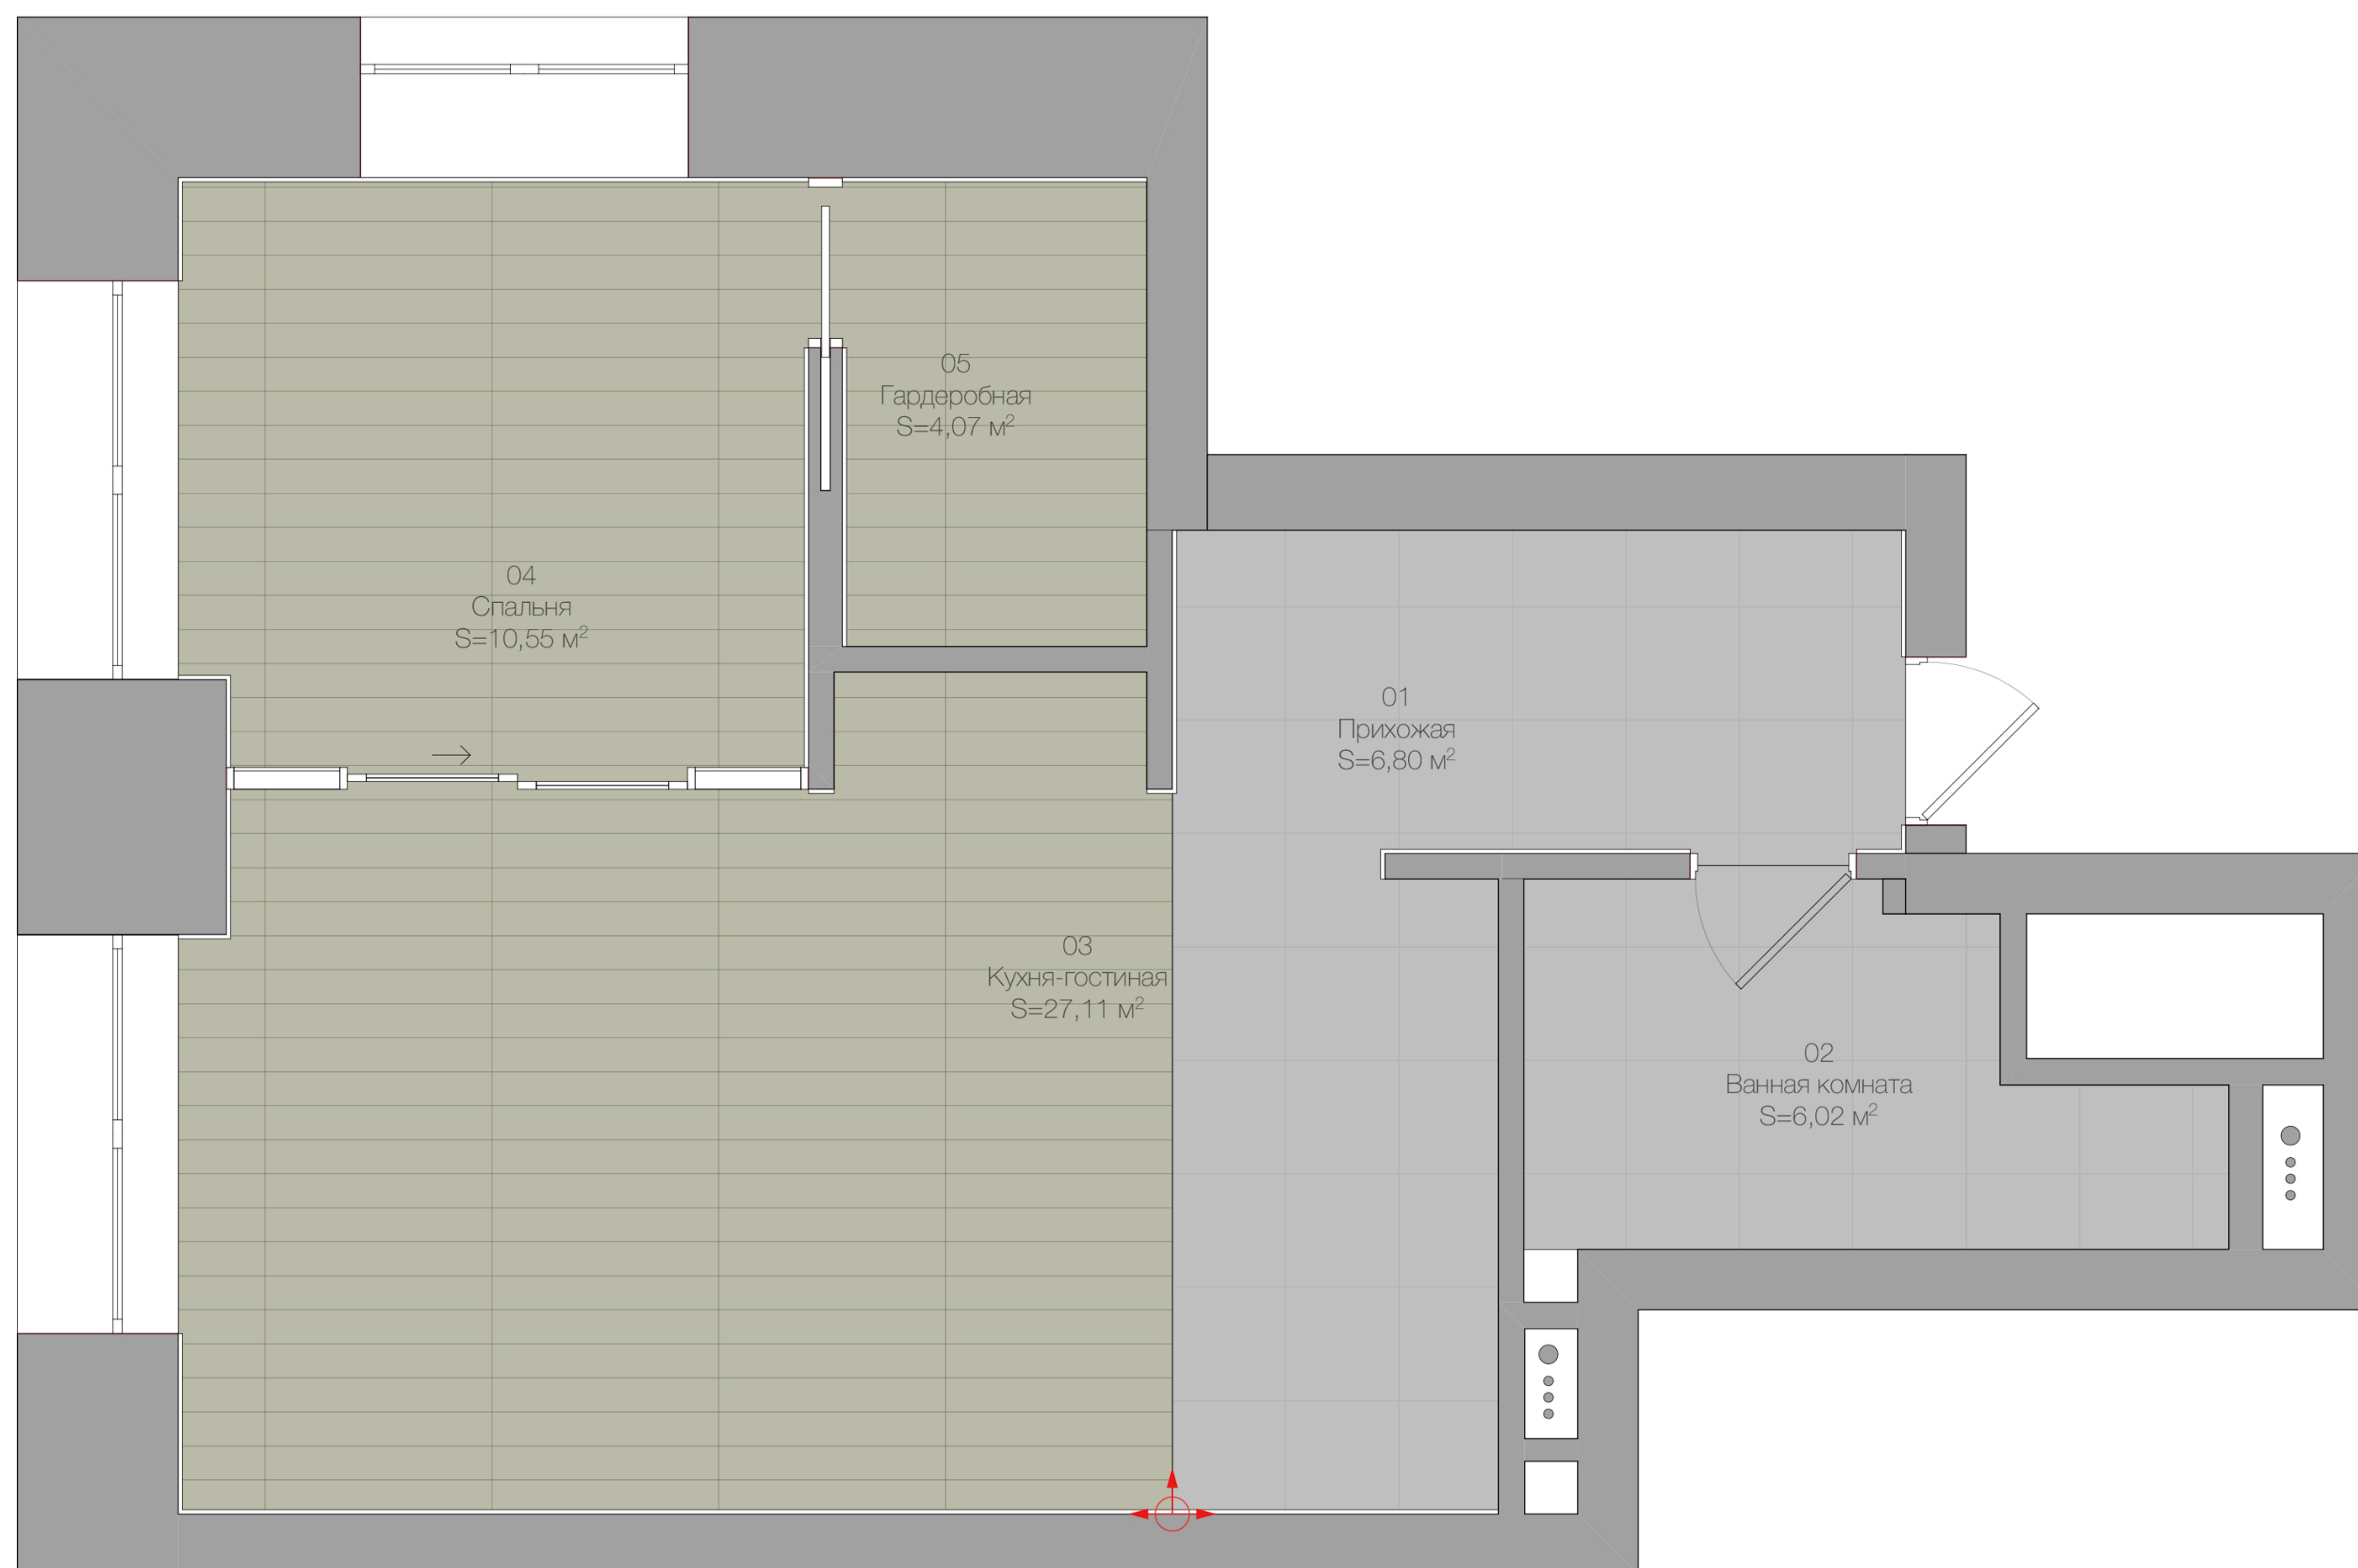 05
Гардеробная
S=4,07 м²
04
Спальня
S=10,55 м²
01
Прихожая
S=6,80 м²
03
Кухня-гостиная
S=27,11 м²
02
Ванная комната
S=6,02 м²